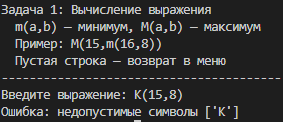 Задача 1: Вычисление выражения
m(a,b) — минимум, M(a,b) — максимум
Пример: M(15,m(16,8))
Пустая строка — возврат в меню
----------------------------------------
Введите выражение: К(15,8)
Ошибка: недопустимые символы ['К']